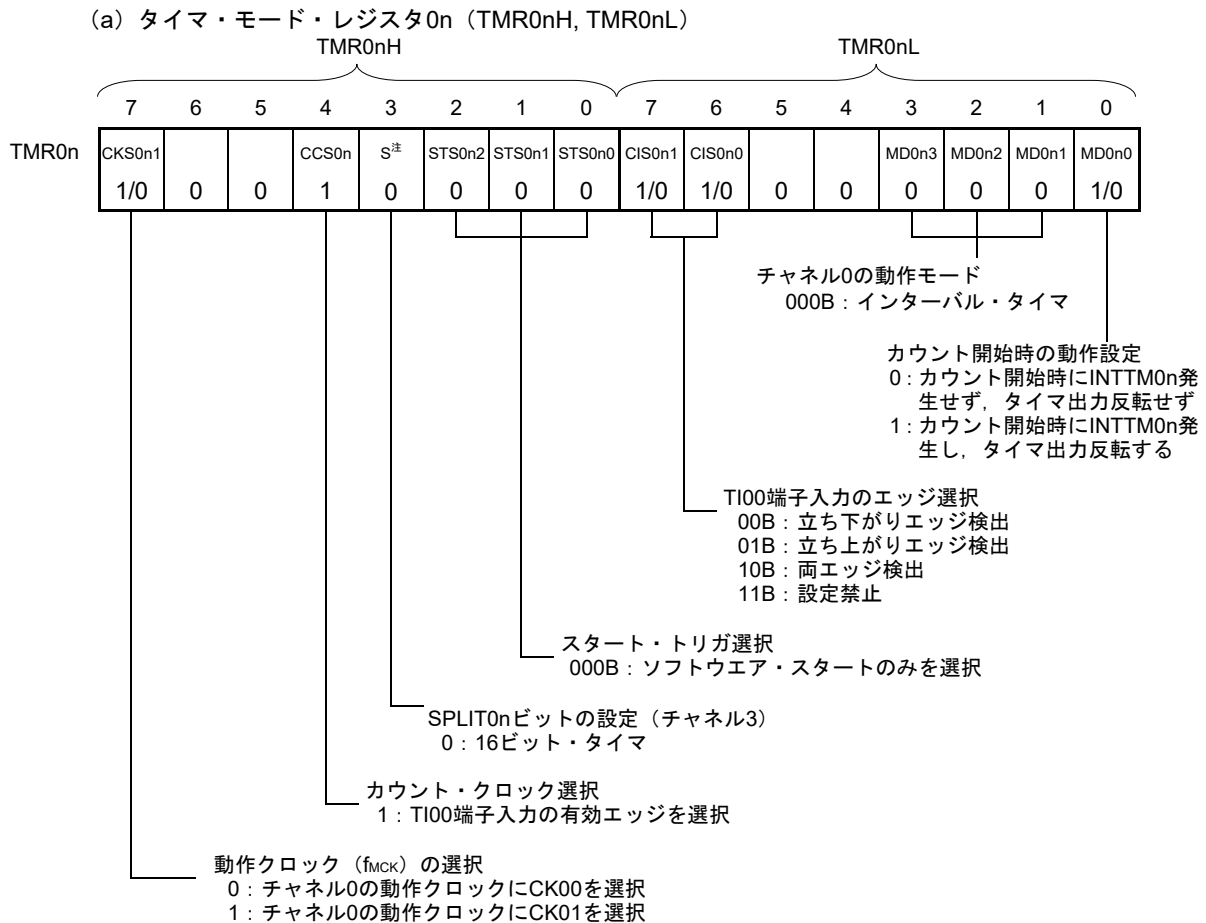 (a) タイマ・モード・レジスタ0n（TMR0nH, TMR0nL）
TMR0nH TMR0nL
7 6 5 4 3 2 1 0 7 6 5 4 3 2 1 0
TMR0n CKS0n1 CCS0n S注 STS0n2 STS0n1 STS0n0 CIS0n1 CIS0n0 MD0n3 MD0n2 MD0n1 MD0n0
1/0 0 0 1 0 0 0 0 1/0 1/0 0 0 0 0 0 1/0
チャネル0の動作モード
000B：インターバル・タイマ
カウント開始時の動作設定
0：カウント開始時にINTTM0n発
生せず，タイマ出力反転せず
1：カウント開始時にINTTM0n発
生し，タイマ出力反転する
TI00端子入力のエッジ選択
00B：立ち下がりエッジ検出
01B：立ち上がりエッジ検出
10B：両エッジ検出
11B：設定禁止
スタート・トリガ選択
000B：ソフトウエア・スタートのみを選択
SPLIT0nビットの設定（チャネル3）
0：16ビット・タイマ
カウント・クロック選択
1：TI00端子入力の有効エッジを選択
動作クロック（fMCK）の選択
0：チャネル0の動作クロックにCK00を選択
1：チャネル0の動作クロックにCK01を選択